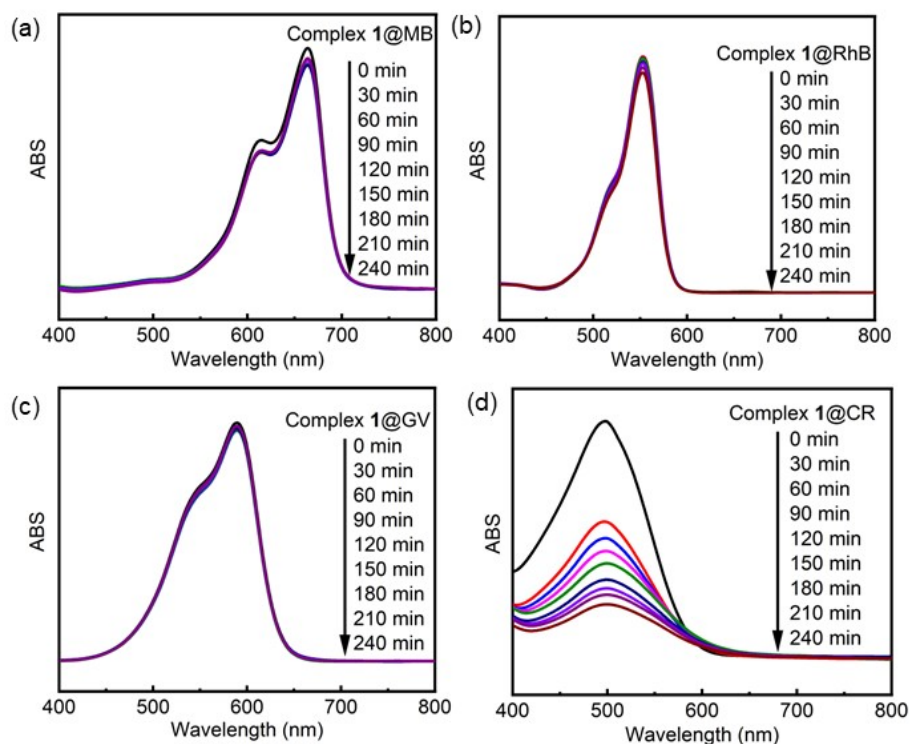 (a)
Complex 1@MB
0 min
30 min
60 min
90 min
120 min
150 min
180 min
210 min
240 min
ABS
400 500 600 700 800
Wavelength (nm)
(b)
Complex 1@RhB
0 min
30 min
60 min
90 min
120 min
150 min
180 min
210 min
240 min
ABS
400 500 600 700 800
Wavelength (nm)
(c)
Complex 1@GV
0 min
30 min
60 min
90 min
120 min
150 min
180 min
210 min
240 min
ABS
400 500 600 700 800
Wavelength (nm)
(d)
Complex 1@CR
0 min
30 min
60 min
90 min
120 min
150 min
180 min
210 min
240 min
ABS
400 500 600 700 800
Wavelength (nm)